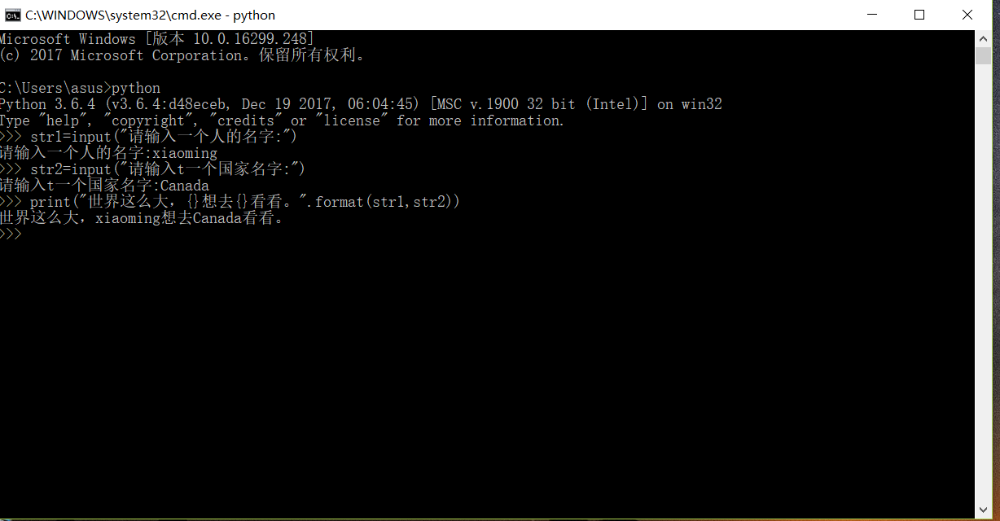 C:\WINDOWS\system32\cmd.exe - python
Microsoft Windows [版本 10.0.16299.248]
(c) 2017 Microsoft Corporation。保留所有权利。
C:\Users\asus>python
Python 3.6.4 (v3.6.4:d48eceb, Dec 19 2017, 06:04:45) [MSC v.1900 32 bit (Intel)] on win32
Type "help", "copyright", "credits" or "license" for more information.
>>> str1=input("请输入一个人的名字:")
请输入一个人的名字:xiaoming
>>> str2=input("请输入t一个国家名字:")
请输入t一个国家名字:Canada
>>> print("世界这么大，{}想去{}看看。".format(str1,str2))
世界这么大，xiaoming想去Canada看看。
>>>